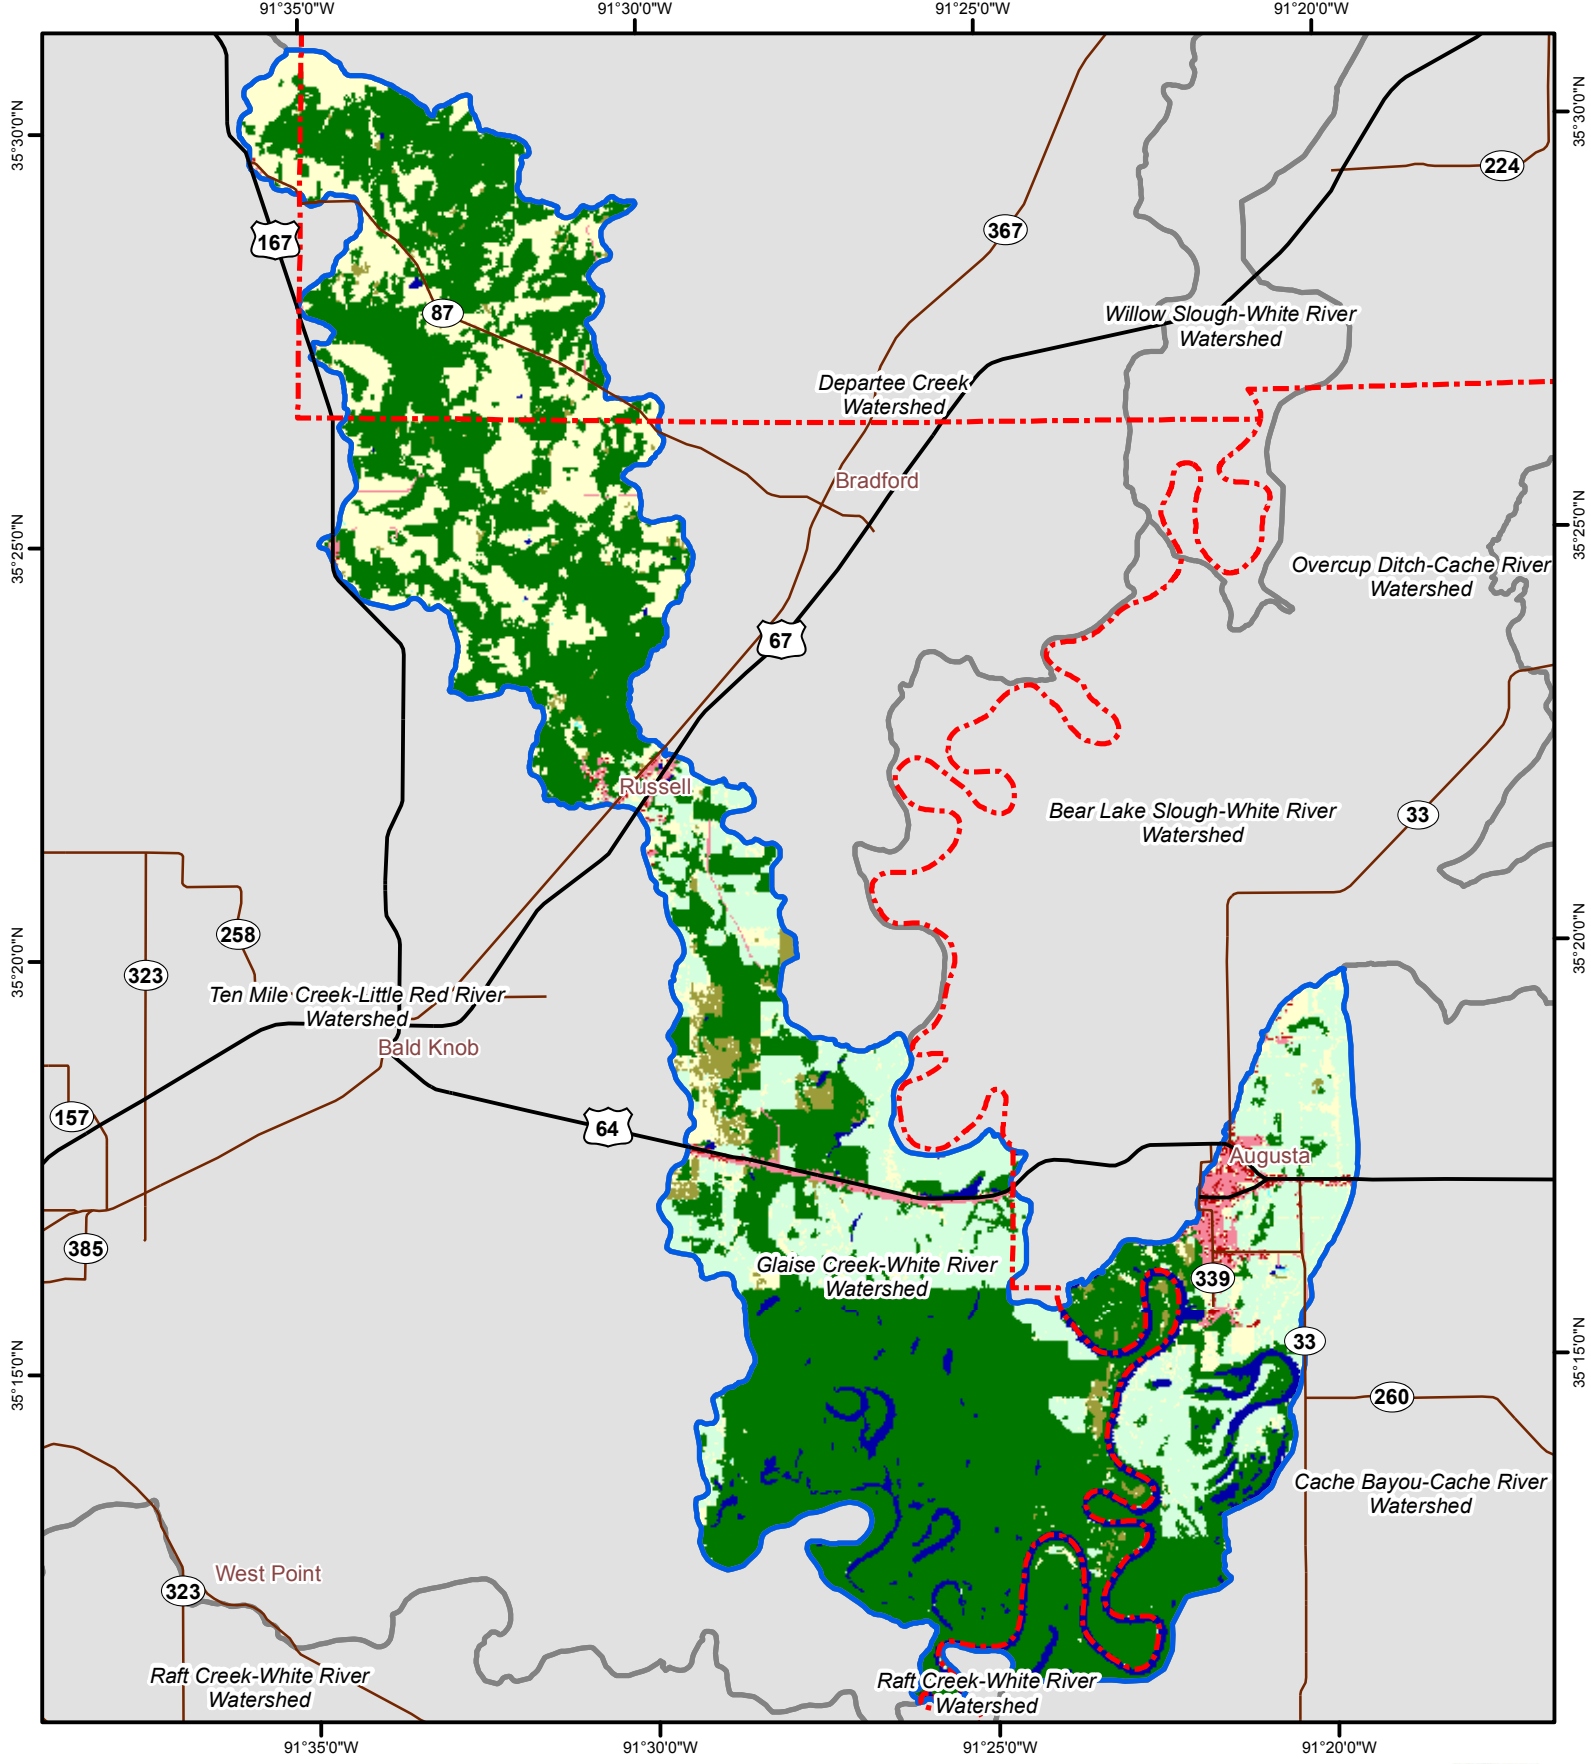 91°35'0"W
91°30'0"W
91°25'0"W
91°20'0"W
35°30'0"N
35°30'0"N
224
367
167
87
Willow Slough-White River
Watershed
Departee Creek
Watershed
Bradford
35°25'0"N
35°25'0"N
Overcup Ditch-Cache River
Watershed
67
Russell
Bear Lake Slough-White River
Watershed
33
258
323
35°20'0"N
35°20'0"N
Ten Mile Creek-Little Red River
Watershed
Bald Knob
157
64
Augusta
385
Glaise Creek-White River
Watershed
339
33
35°15'0"N
35°15'0"N
260
Cache Bayou-Cache River
Watershed
West Point
323
Raft Creek-White River
Watershed
Raft Creek-White River
Watershed
91°35'0"W
91°30'0"W
91°25'0"W
91°20'0"W